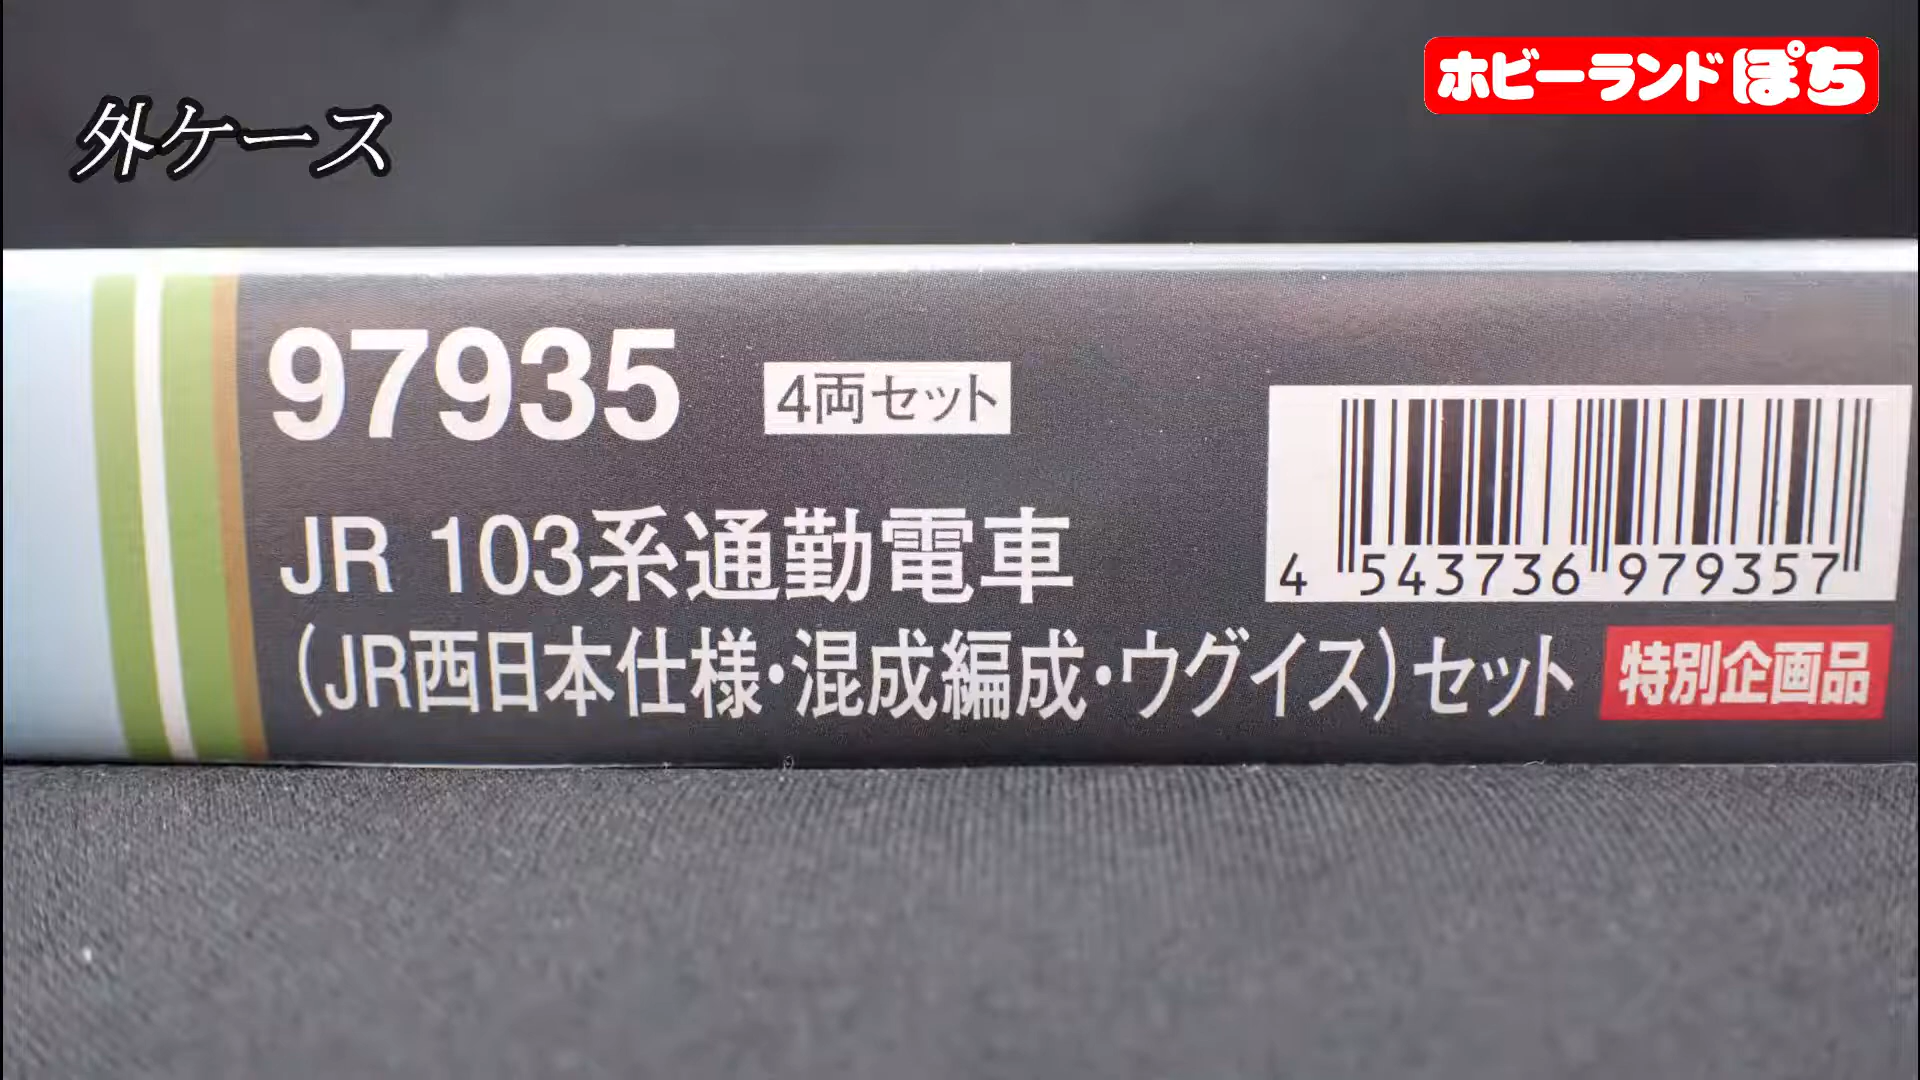 ホビーランドぽち
外ケース
97935 4両セット
JR 103系通勤電車
4 543736 979357
(JR西日本仕様・混成編成・ウグイス)セット 特別企画品